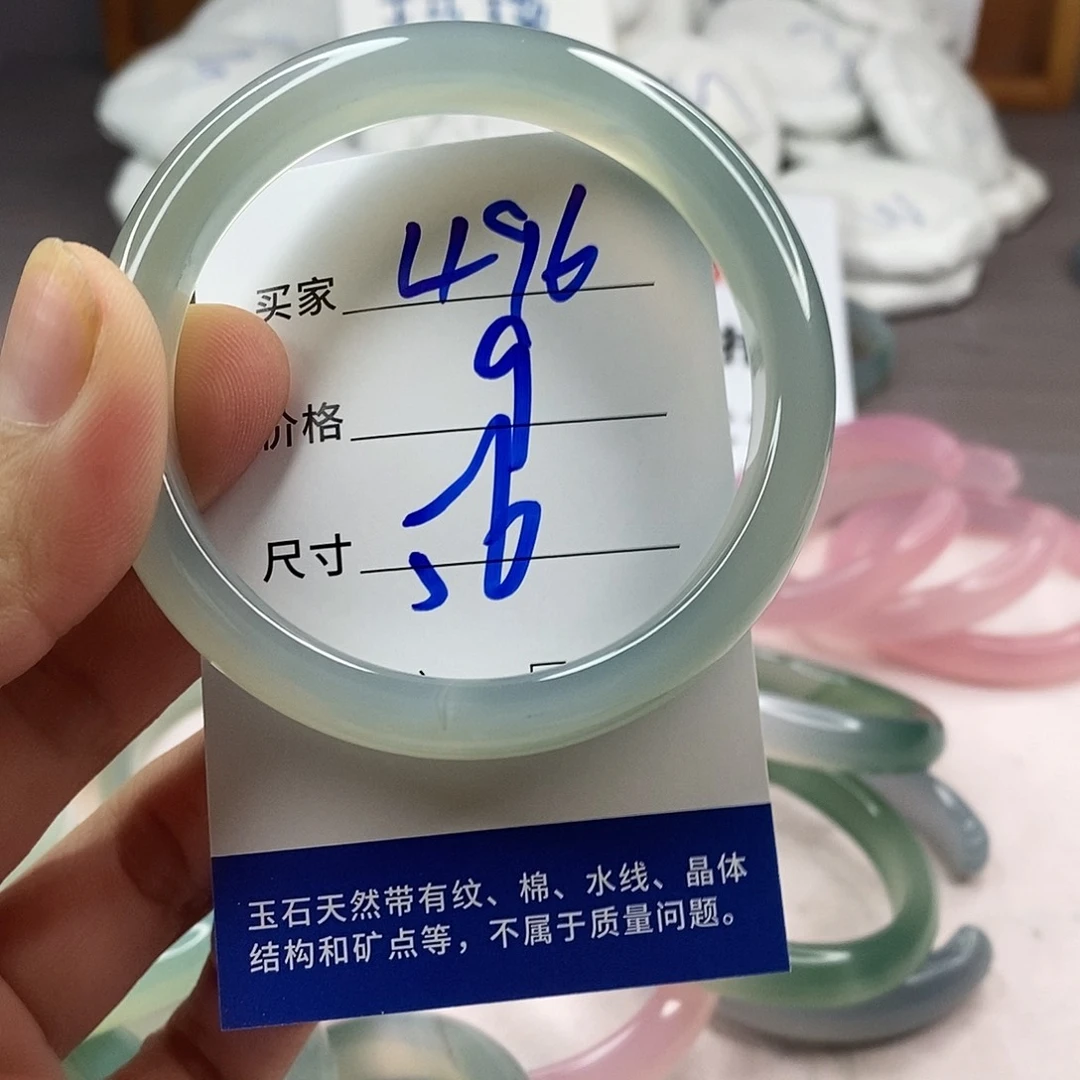 买家 496
价格 9
尺寸 56
玉石天然带有纹、棉、水线、晶体
结构和矿点等，不属于质量问题。